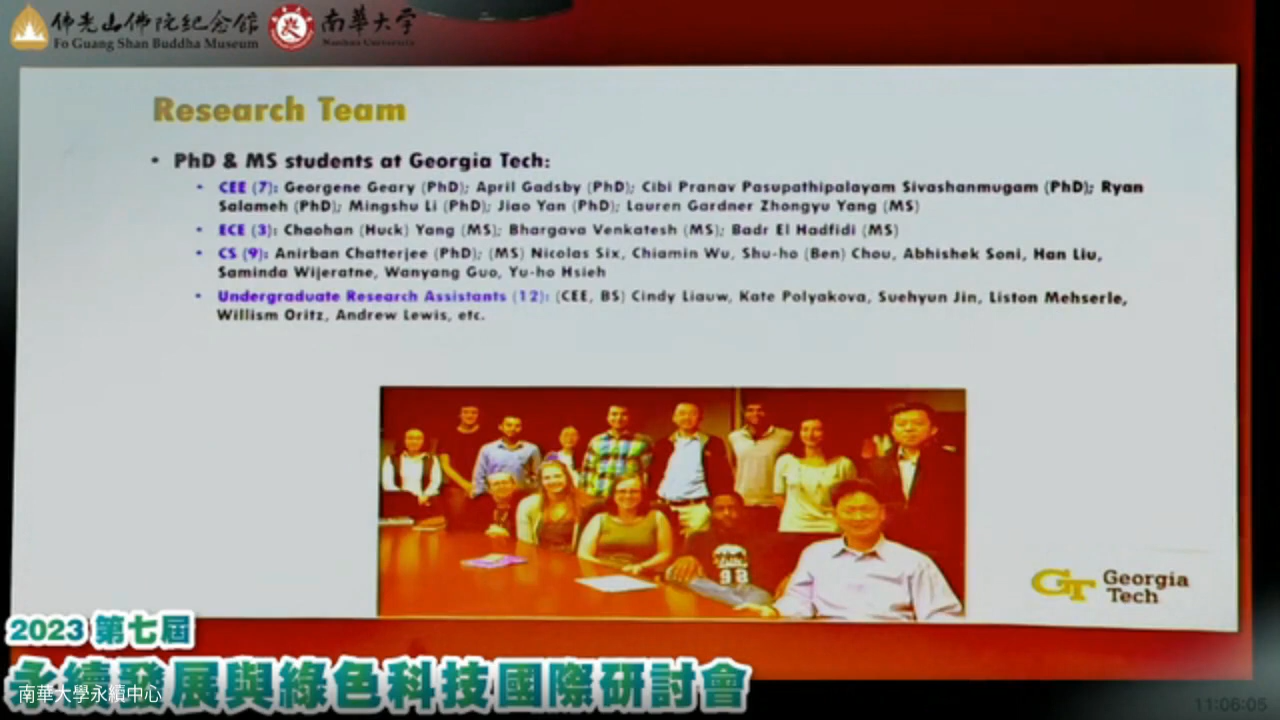 佛光山佛陀紀念館
Fo Guang Shan Buddha Museum
南華大学
Nanhua University
Research Team
• PhD & MS students at Georgia Tech:
• CEE (7): Georgene Geary (PhD); April Gadsby (PhD); Cibi Pranav Pasupathipalayam Sivashanmugam (PhD); Ryan
Salameh (PhD); Mingshu Li (PhD); Jiao Yan (PhD); Lauren Gardner Zhongyu Yang (MS)
• ECE (3): Chaohan (Huck) Yang (MS); Bhargava Venkatesh (MS); Badr El Hadfidi (MS)
• CS (9): Anirban Chatterjee (PhD); (MS) Nicolas Six, Chiamin Wu, Shu-ho (Ben) Chou, Abhishek Soni, Han Liu,
Saminda Wijeratne, Wanyang Guo, Yu-ho Hsieh
• Undergraduate Research Assistants (12): (CEE, BS) Cindy Liauw, Kate Polyakova, Suehyun Jin, Liston Mehserle,
Willism Oritz, Andrew Lewis, etc.
98
GT Georgia
Tech
2023 第七屆
永續發展與綠色科技國際研討會
南華大學永續中心
11:06:05